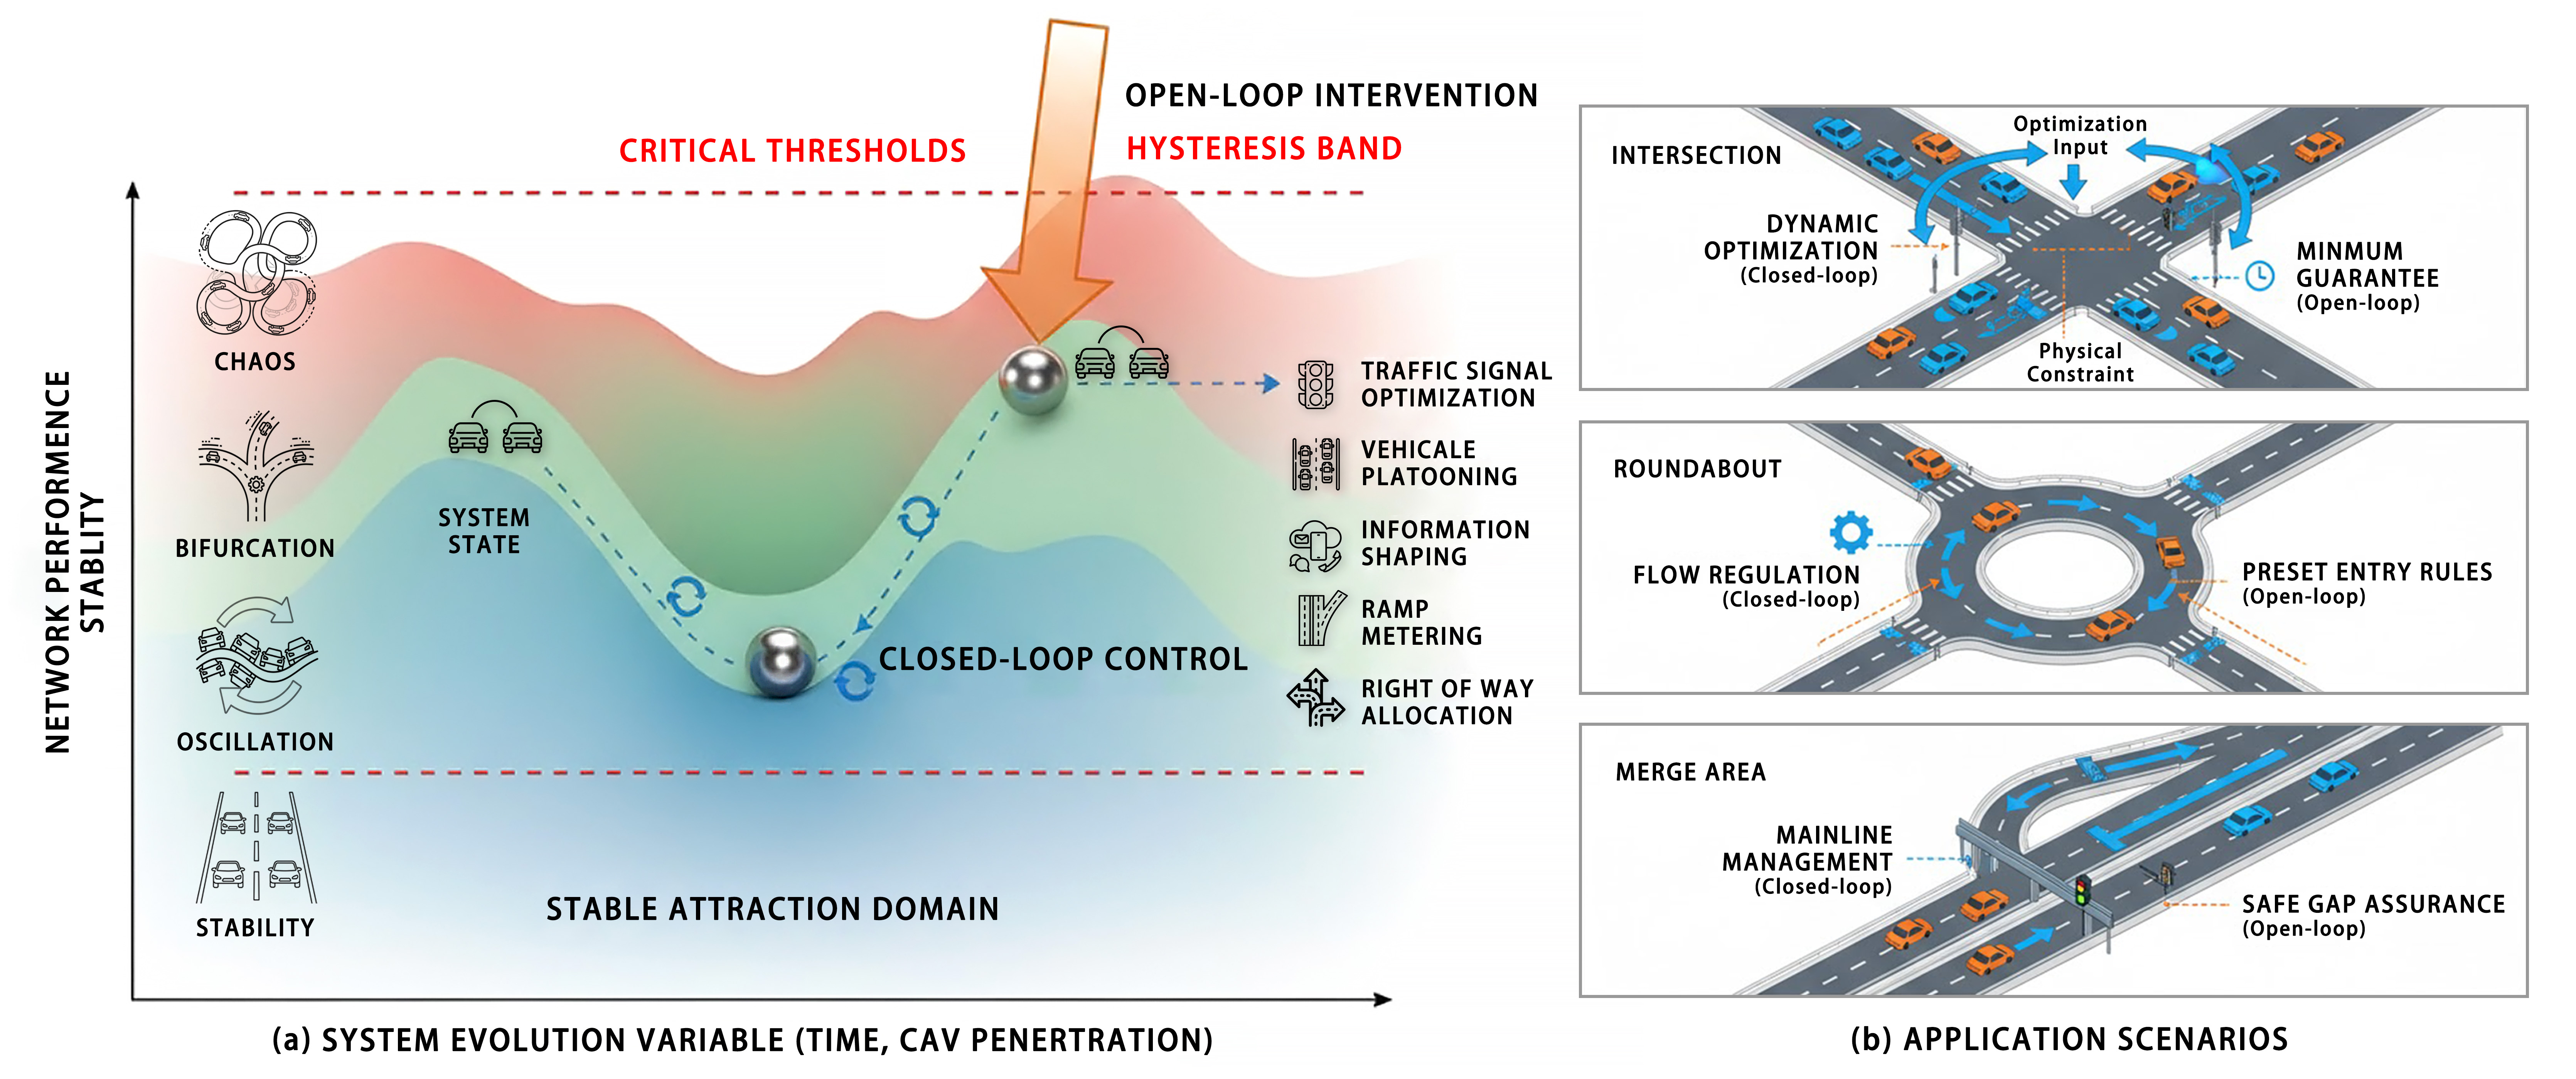 OPEN-LOOP INTERVENTION
CRITICAL THRESHOLDS
HYSTERESIS BAND
NETWORK PERFORMENCE
STABLITY
CHAOS
BIFURCATION
OSCILLATION
STABILITY
SYSTEM
STATE
CLOSED-LOOP CONTROL
STABLE ATTRACTION DOMAIN
TRAFFIC SIGNAL
OPTIMIZATION
VEHICALE
PLATOONING
INFORMATION
SHAPING
RAMP
METERING
RIGHT OF WAY
ALLOCATION
(a) SYSTEM EVOLUTION VARIABLE (TIME, CAV PENERTRATION)
INTERSECTION
Optimization
Input
DYNAMIC
OPTIMIZATION
(Closed-loop)
MINMUM
GUARANTEE
(Open-loop)
Physical
Constraint
ROUNDABOUT
FLOW REGULATION
(Closed-loop)
PRESET ENTRY RULES
(Open-loop)
MERGE AREA
MAINLINE
MANAGEMENT
(Closed-loop)
SAFE GAP ASSURANCE
(Open-loop)
(b) APPLICATION SCENARIOS